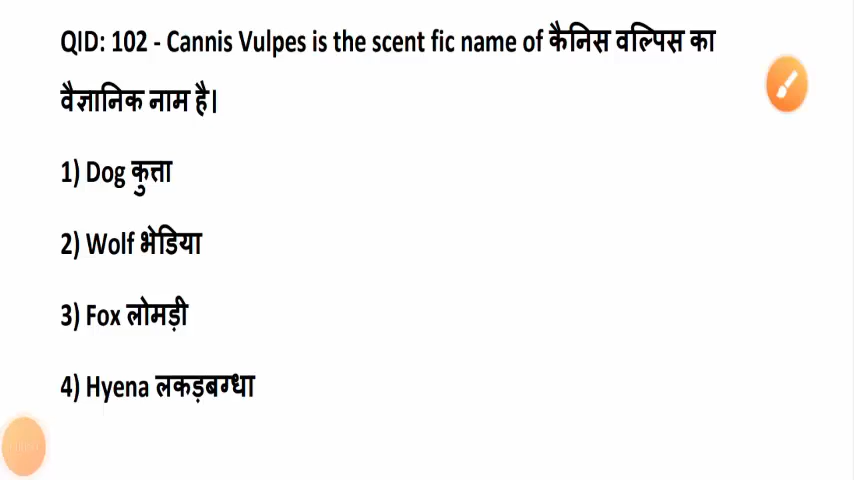 QID: 102 - Cannis Vulpes is the scent fic name of कैनिस वल्पिस का
वैज्ञानिक नाम है।
1) Dog कुत्ता
2) Wolf भेडिया
3) Fox लोमड़ी
4) Hyena लकड़बग्धा